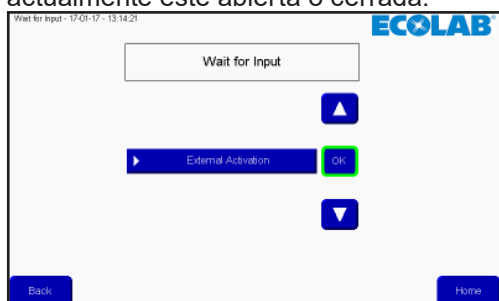 actualmente esté abierta o cerrada.
Wait for Input - 17-01-17 - 13:14:21
ECOLAB®
Wait for Input
External Activation
OK
Back
Home